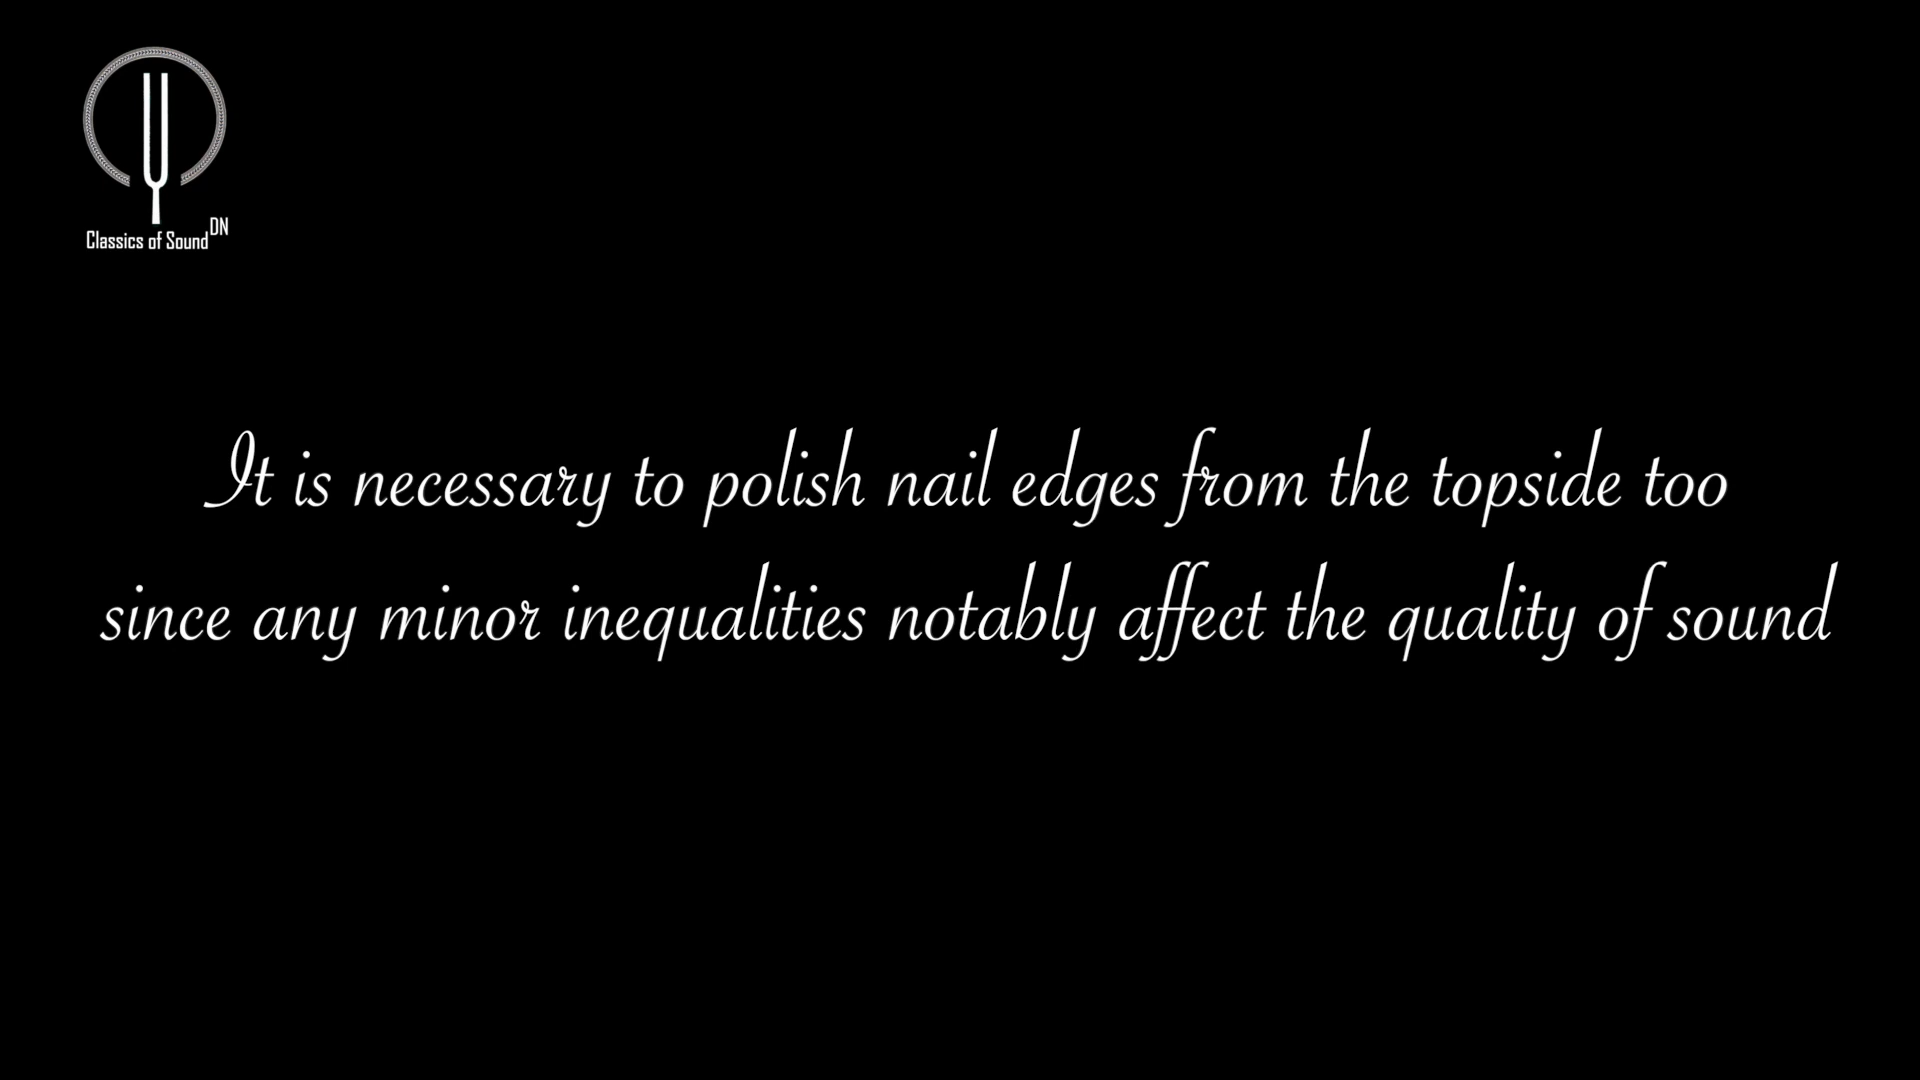 Classics of Sound DN
It is necessary to polish nail edges from the topside too
since any minor inequalities notably affect the quality of sound